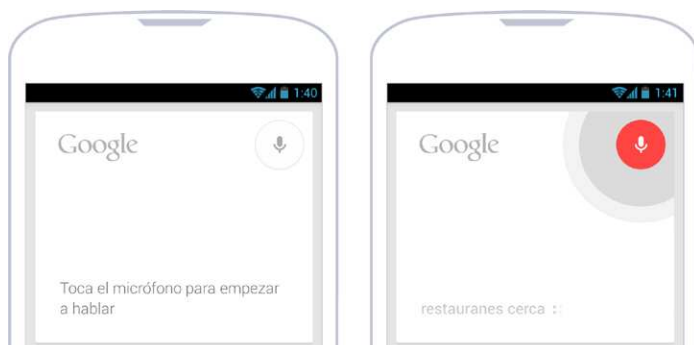 1:40
Google
Toca el micrófono para empezar
a hablar
1:41
Google
restauranes cerca ::